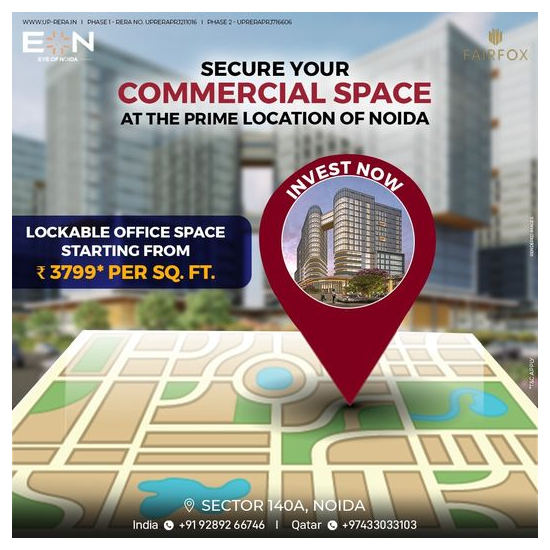 WWW.UP-RERA.IN | PHASE 1 - RERA NO. UPRERAPRJ211016 | PHASE 2 - UPRERAPRJ716606
EON
EYE OF NOIDA
FAIRFOX
SECURE YOUR
COMMERCIAL SPACE
AT THE PRIME LOCATION OF NOIDA
INVEST NOW
LOCKABLE OFFICE SPACE
STARTING FROM
₹ 3799* PER SQ. FT.
*T&C APPLY
SECTOR 140A, NOIDA
India +91 92892 66746 | Qatar +97433033103